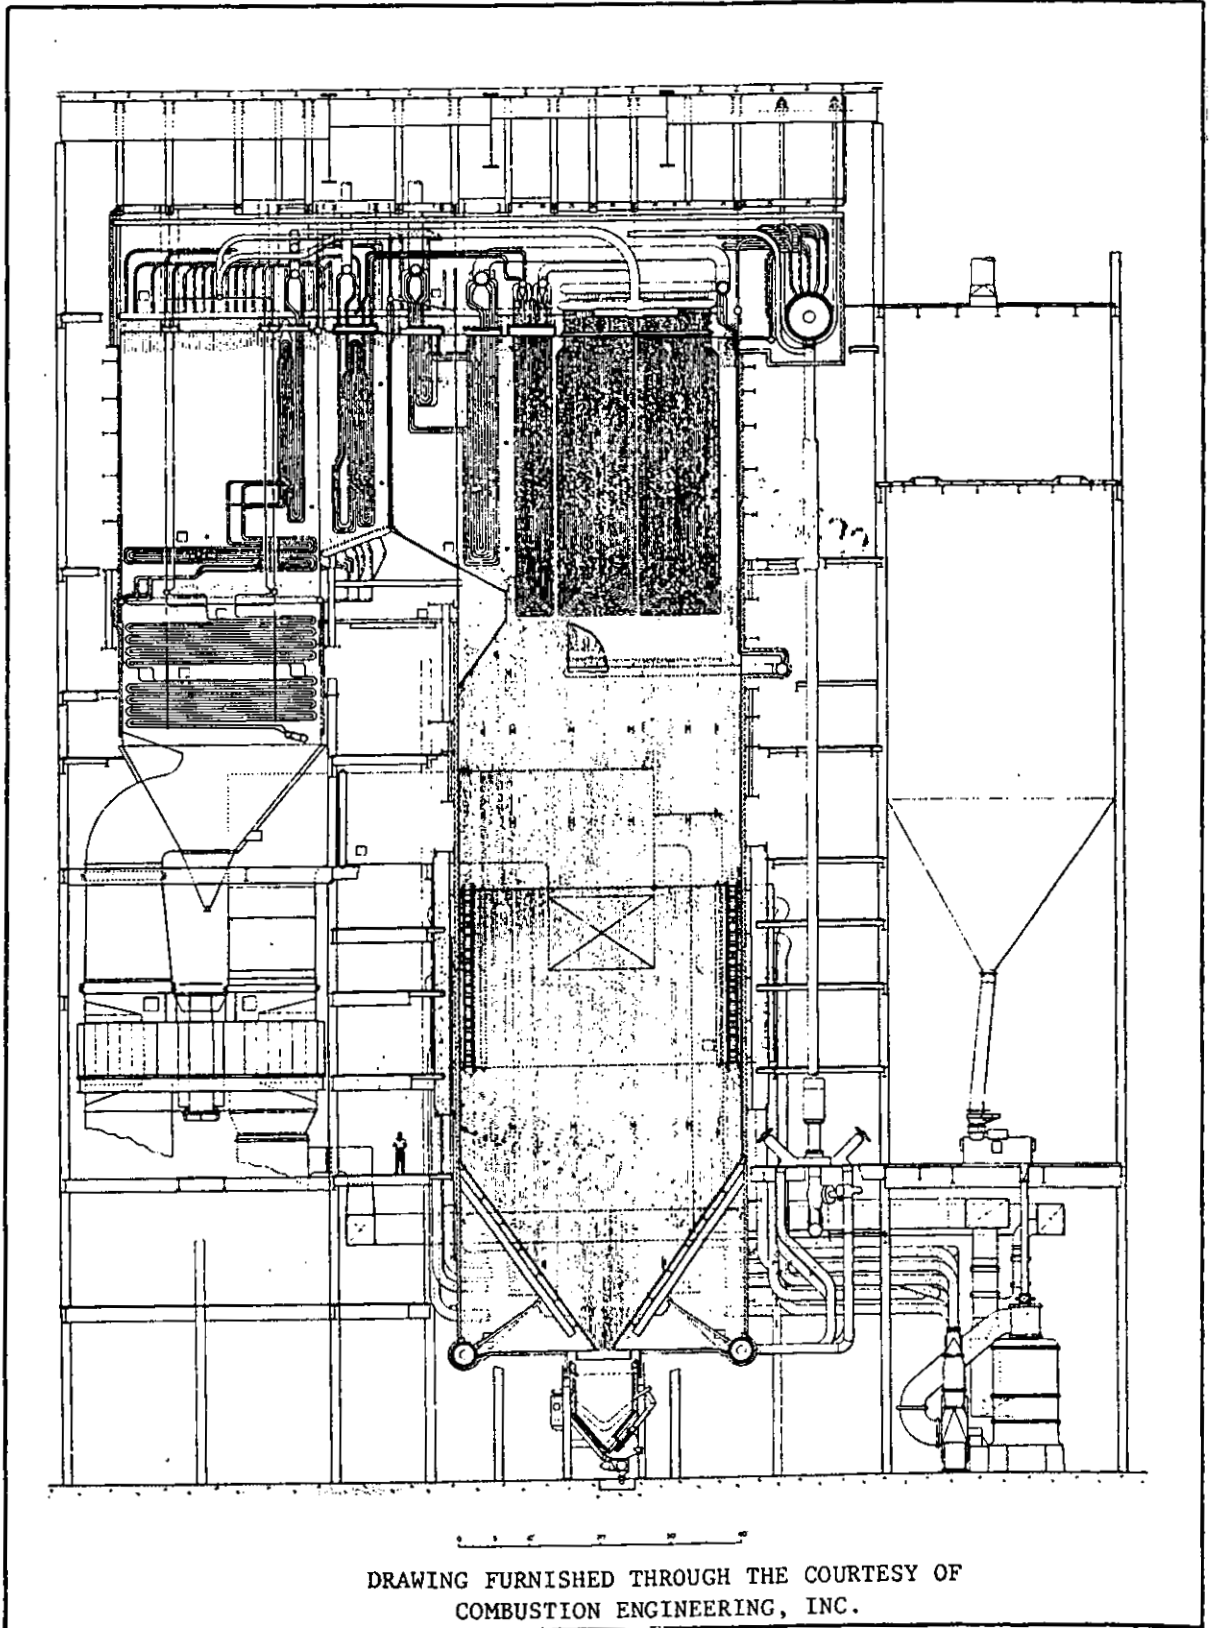 DRAWING FURNISHED THROUGH THE COURTESY OF
COMBUSTION ENGINEERING, INC.